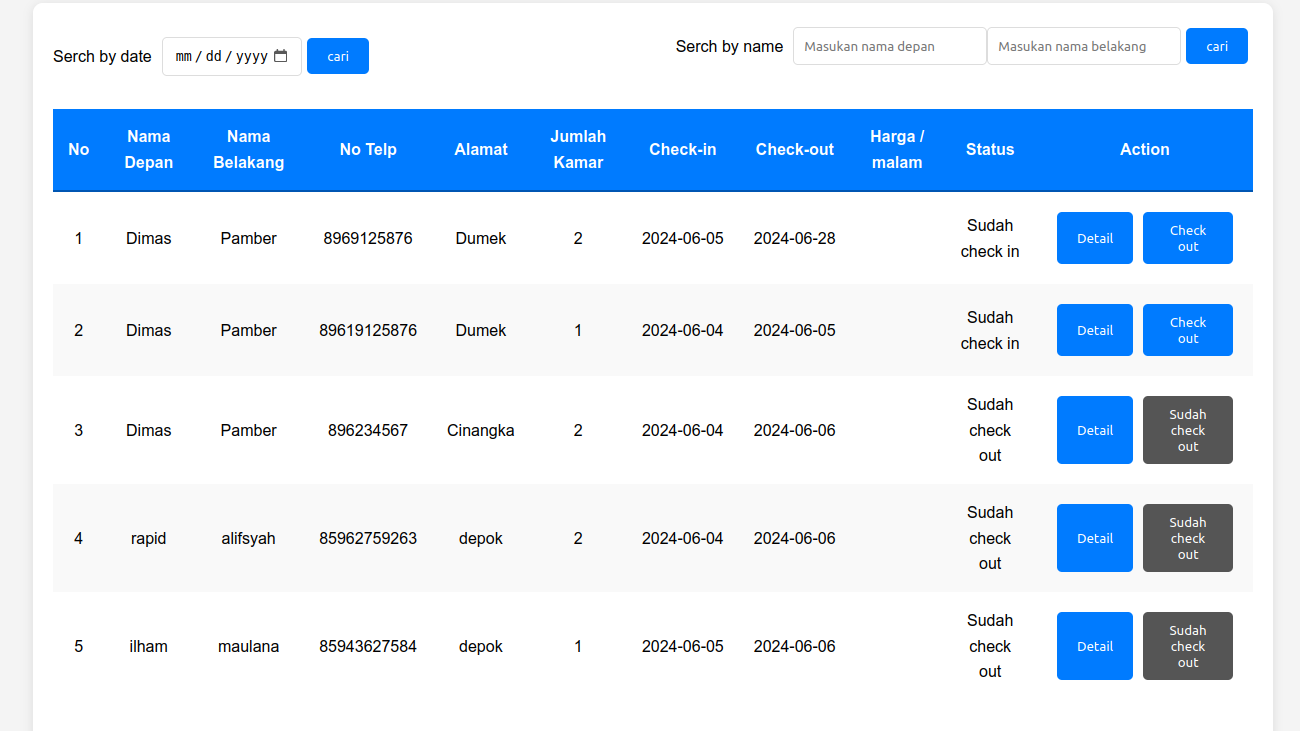 Serch by date mm / dd / yyyy cari
Serch by name Masukan nama depan Masukan nama belakang cari
No Nama Depan Nama Belakang No Telp Alamat Jumlah Kamar Check-in Check-out Harga / malam Status Action
1 Dimas Pamber 8969125876 Dumek 2 2024-06-05 2024-06-28 Sudah check in Detail Check out
2 Dimas Pamber 89619125876 Dumek 1 2024-06-04 2024-06-05 Sudah check in Detail Check out
3 Dimas Pamber 896234567 Cinangka 2 2024-06-04 2024-06-06 Sudah check out Detail Sudah check out
4 rapid alifsyah 85962759263 depok 2 2024-06-04 2024-06-06 Sudah check out Detail Sudah check out
5 ilham maulana 85943627584 depok 1 2024-06-05 2024-06-06 Sudah check out Detail Sudah check out